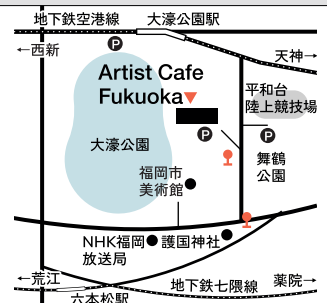 地下鉄空港線 大濠公園駅
←西新
P
天神→
Artist Cafe
Fukuoka
平和台
陸上競技場
P
P
大濠公園
舞鶴
公園
福岡市
美術館
NHK福岡
放送局
護国神社
←荒江
薬院→
地下鉄七隈線
六本松駅